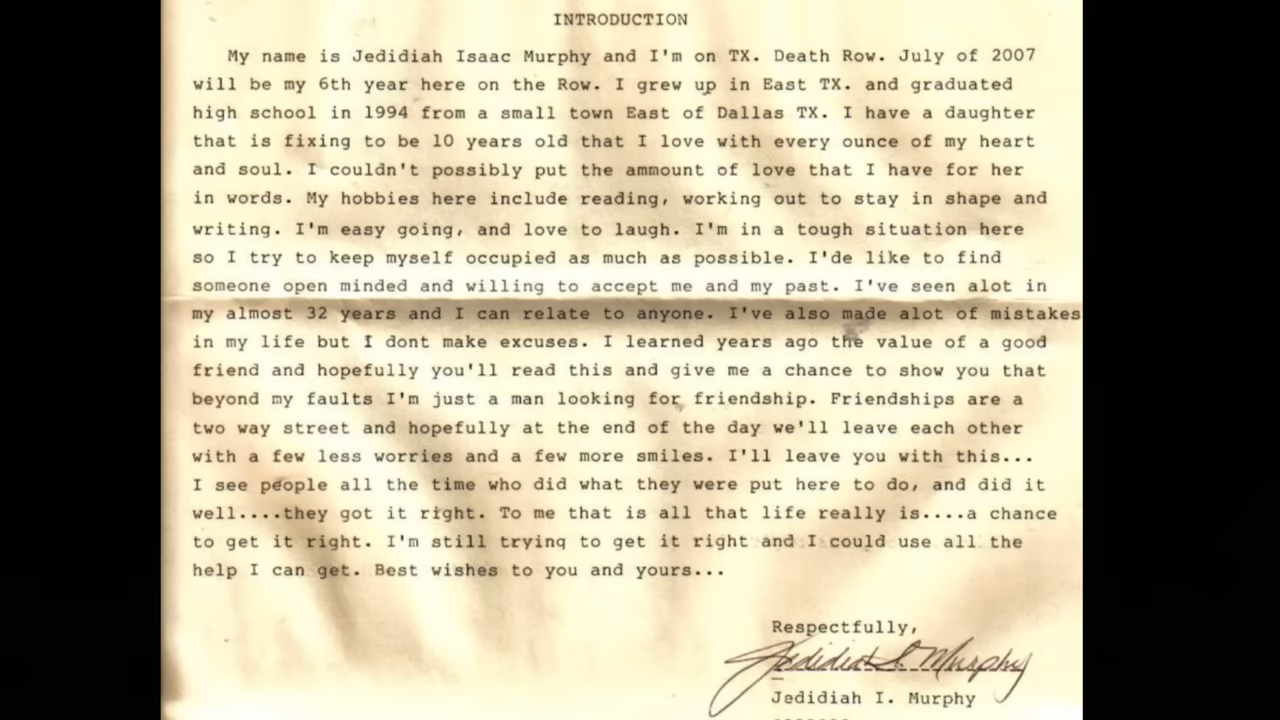 INTRODUCTION
My name is Jedidiah Isaac Murphy and I'm on TX. Death Row. July of 2007
will be my 6th year here on the Row. I grew up in East TX. and graduated
high school in 1994 from a small town East of Dallas TX. I have a daughter
that is fixing to be 10 years old that I love with every ounce of my heart
and soul. I couldn't possibly put the ammount of love that I have for her
in words. My hobbies here include reading, working out to stay in shape and
writing. I'm easy going, and love to laugh. I'm in a tough situation here
so I try to keep myself occupied as much as possible. I'de like to find
someone open minded and willing to accept me and my past. I've seen alot in
my almost 32 years and I can relate to anyone. I've also made alot of mistakes
in my life but I dont make excuses. I learned years ago the value of a good
friend and hopefully you'll read this and give me a chance to show you that
beyond my faults I'm just a man looking for friendship. Friendships are a
two way street and hopefully at the end of the day we'll leave each other
with a few less worries and a few more smiles. I'll leave you with this...
I see people all the time who did what they were put here to do, and did it
well....they got it right. To me that is all that life really is....a chance
to get it right. I'm still trying to get it right and I could use all the
help I can get. Best wishes to you and yours...
Respectfully,
Jedidiah I. Murphy
Jedidiah I. Murphy